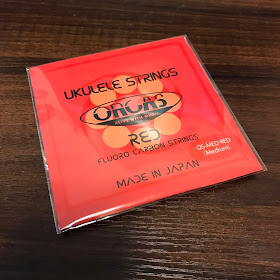 UKULELE STRINGS
ORCAS
RED
FLUORO CARBON STRINGS
OS-MED RED
(Medium)
MADE IN JAPAN